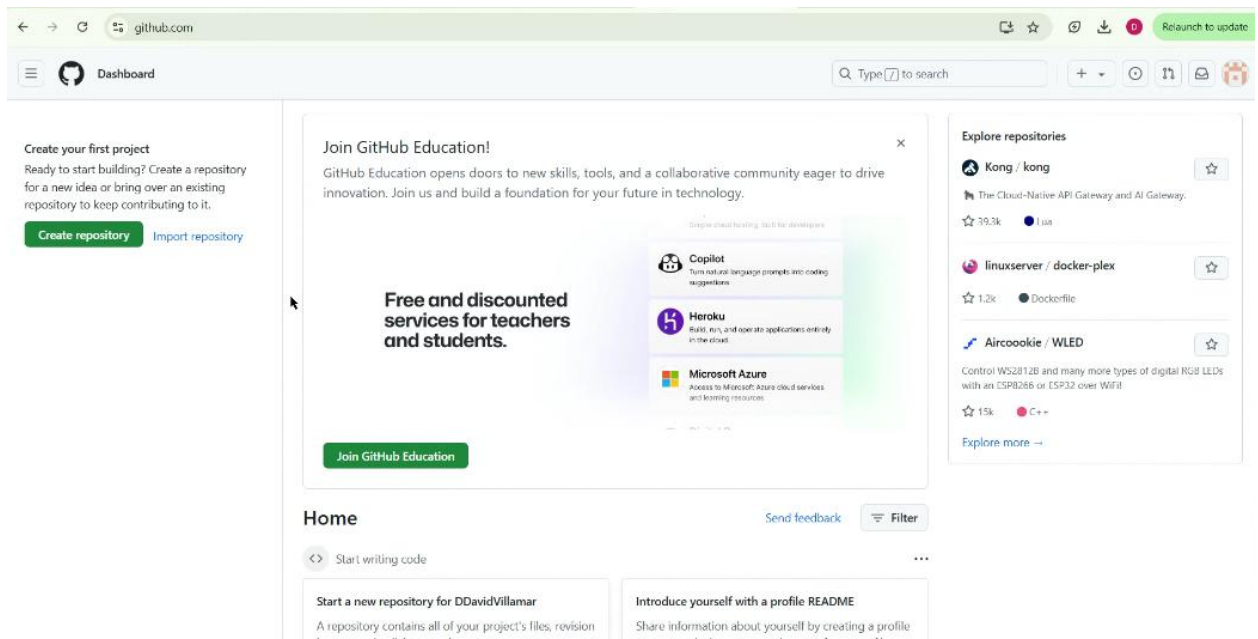 github.com
Relaunch to update
Dashboard
Type / to search
Create your first project
Ready to start building? Create a repository
for a new idea or bring over an existing
repository to keep contributing to it.
Create repository
Import repository
Join GitHub Education!
GitHub Education opens doors to new skills, tools, and a collaborative community eager to drive
innovation. Join us and build a foundation for your future in technology.
Free and discounted
services for teachers
and students.
Simple cloud hosting, built for developers
Copilot
Turn natural language prompts into coding
suggestions
Heroku
Build, run, and operate applications entirely
in the cloud.
Microsoft Azure
Access to Microsoft Azure cloud services
and learning resources
Join GitHub Education
Home
Send feedback
Filter
Start writing code
Start a new repository for DDavidVillamar
A repository contains all of your project's files, revision
Introduce yourself with a profile README
Share information about yourself by creating a profile
Explore repositories
Kong / kong
The Cloud-Native API Gateway and AI Gateway.
39.3k
Lua
linuxserver / docker-plex
1.2k
Dockerfile
Aircoookie / WLED
Control WS2812B and many more types of digital RGB LEDs
with an ESP8266 or ESP32 over WiFi!
15k
C++
Explore more →